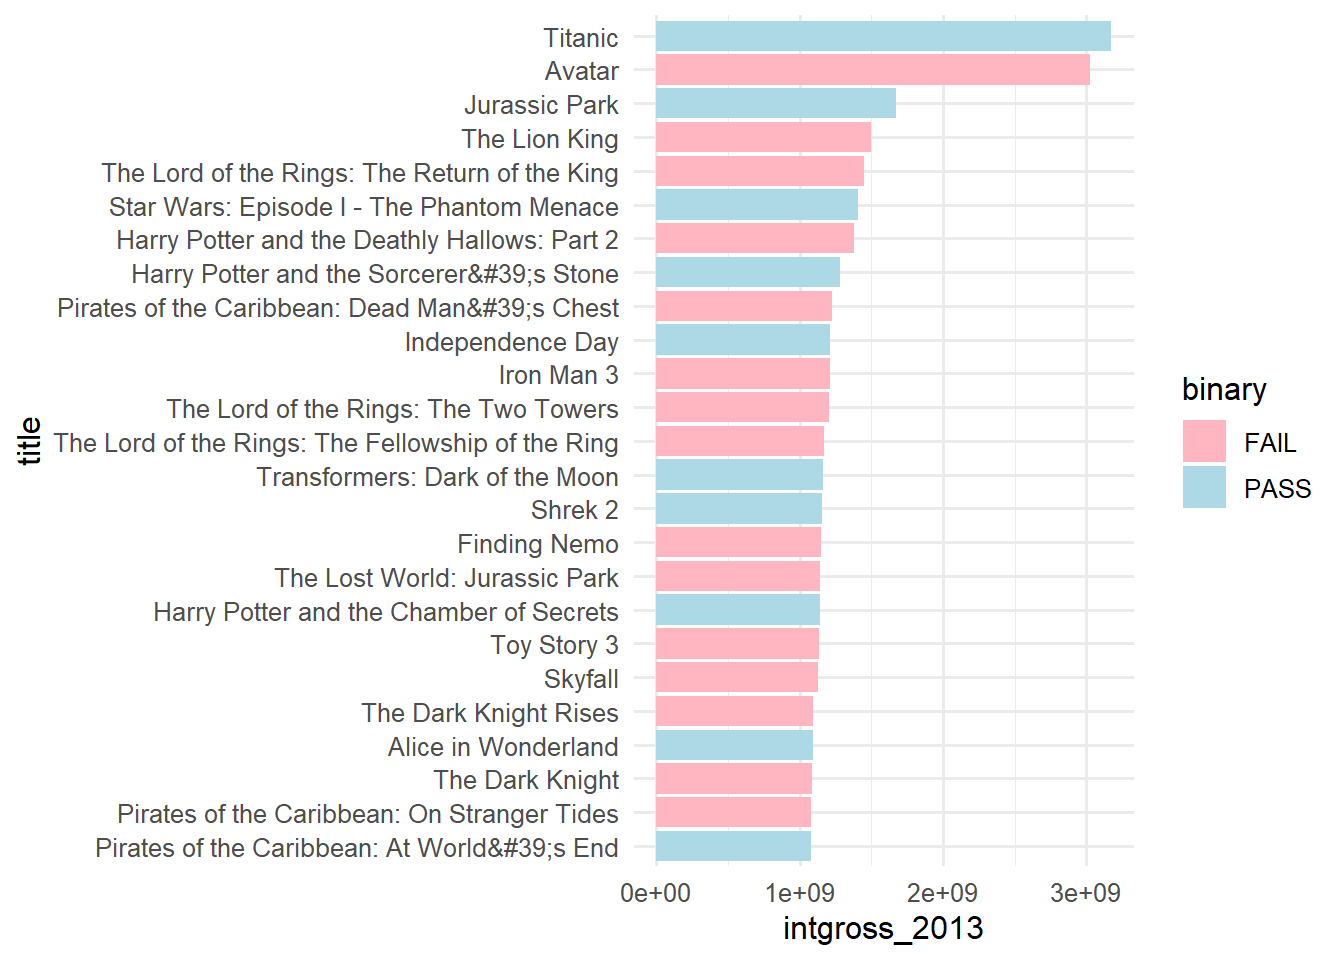 Titanic
Avatar
Jurassic Park
The Lion King
The Lord of the Rings: The Return of the King
Star Wars: Episode I - The Phantom Menace
Harry Potter and the Deathly Hallows: Part 2
Harry Potter and the Sorcerer&#39;s Stone
Pirates of the Caribbean: Dead Man&#39;s Chest
Independence Day
Iron Man 3
The Lord of the Rings: The Two Towers
The Lord of the Rings: The Fellowship of the Ring
Transformers: Dark of the Moon
Shrek 2
Finding Nemo
The Lost World: Jurassic Park
Harry Potter and the Chamber of Secrets
Toy Story 3
Skyfall
The Dark Knight Rises
Alice in Wonderland
The Dark Knight
Pirates of the Caribbean: On Stranger Tides
Pirates of the Caribbean: At World&#39;s End
title
0e+00 1e+09 2e+09 3e+09
intgross_2013
binary
FAIL
PASS